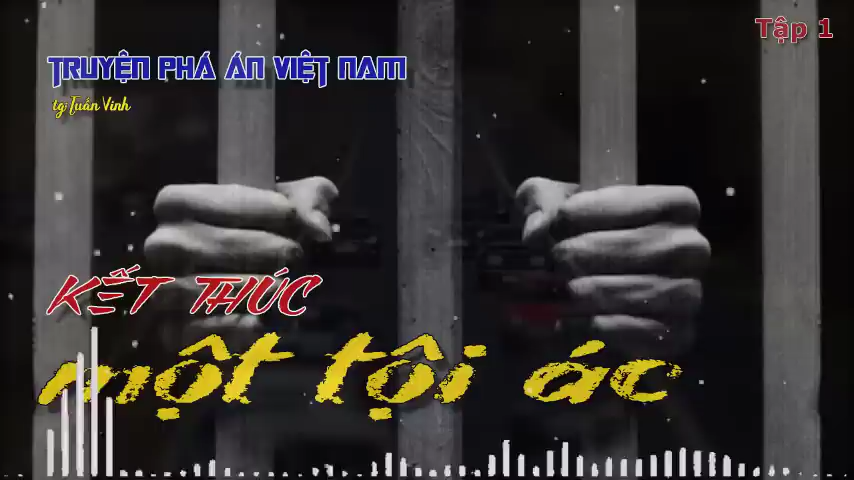 Tập 1
TRUYỆN PHÁ ÁN VIỆT NAM
tg: Tuấn Vinh
KẾT THÚC
một tội ác